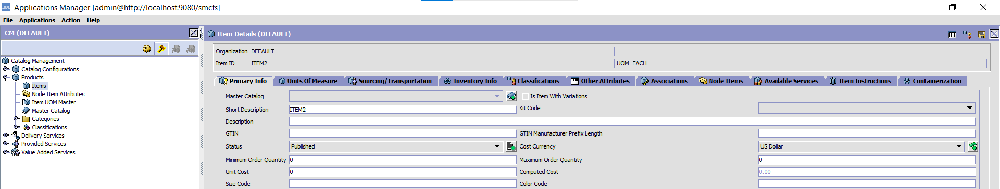 IBM Applications Manager [admin@http://localhost:9080/smcfs]
File Applications Action Help
CM (DEFAULT)
Catalog Management
Catalog Configurations
Products
Items
Node Item Attributes
Item UOM Master
Master Catalog
Categories
Classifications
Delivery Services
Provided Services
Value Added Services
Item Details (DEFAULT)
Organization DEFAULT
Item ID ITEM2 UOM EACH
Primary Info Units Of Measure Sourcing/Transportation Inventory Info Classifications Other Attributes Associations Node Items Available Services Item Instructions Containerization
Master Catalog Is Item With Variations
Short Description ITEM2 Kit Code
Description
GTIN GTIN Manufacturer Prefix Length
Status Published Cost Currency US Dollar
Minimum Order Quantity 0 Maximum Order Quantity 0
Unit Cost 0 Computed Cost 0.00
Size Code Color Code